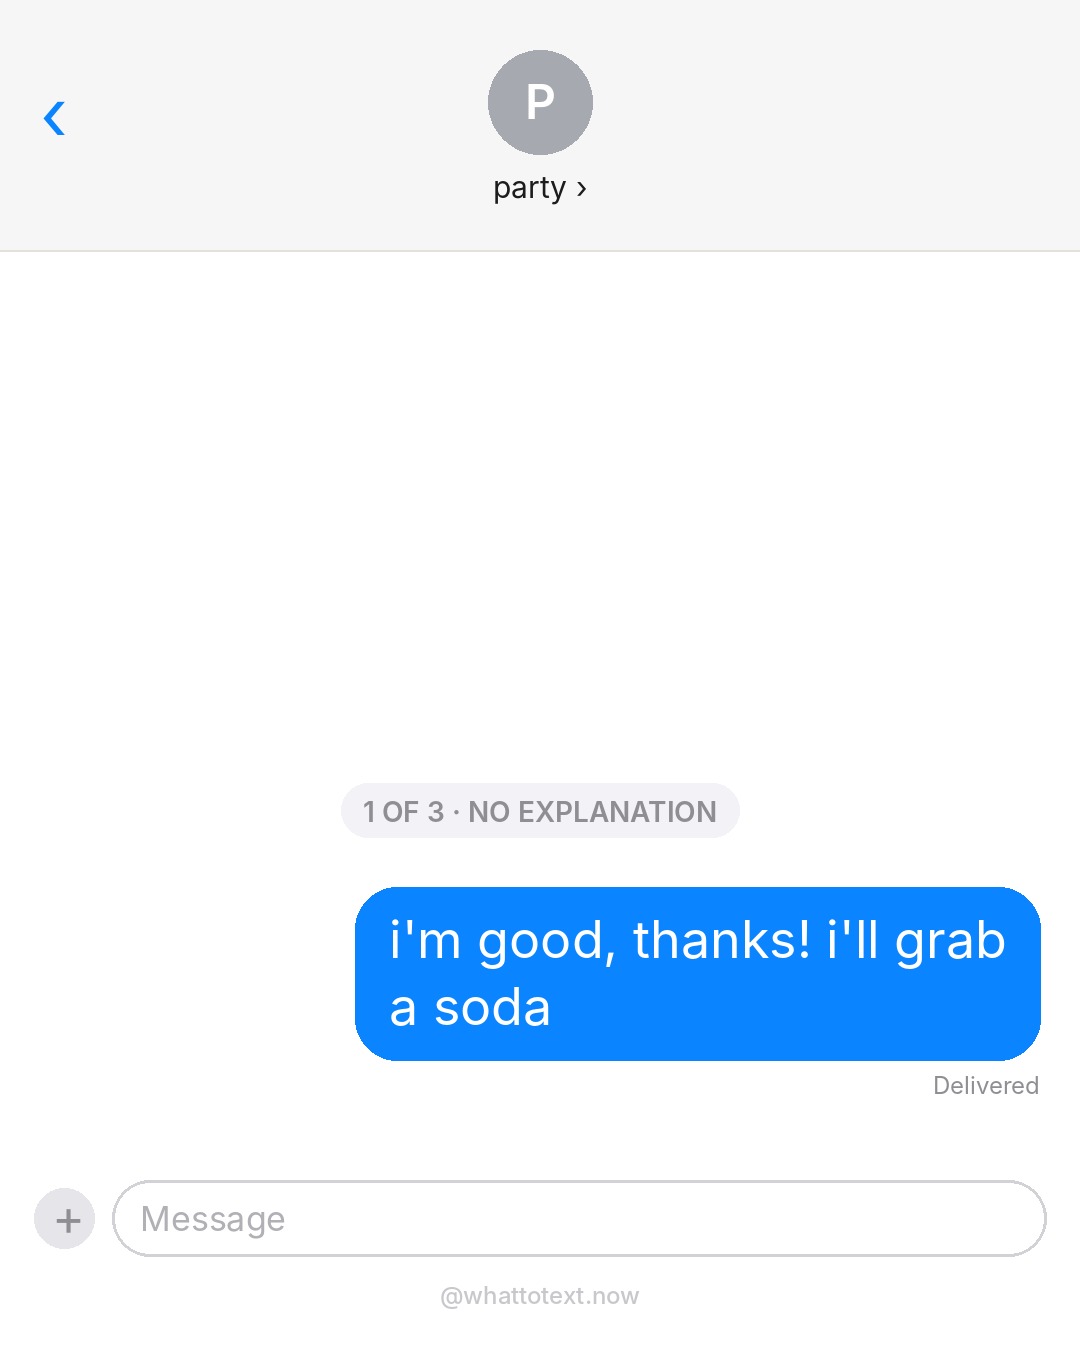 ‹
P
party ›
1 OF 3 · NO EXPLANATION
i'm good, thanks! i'll grab
a soda
Delivered
+
Message
@whattotext.now